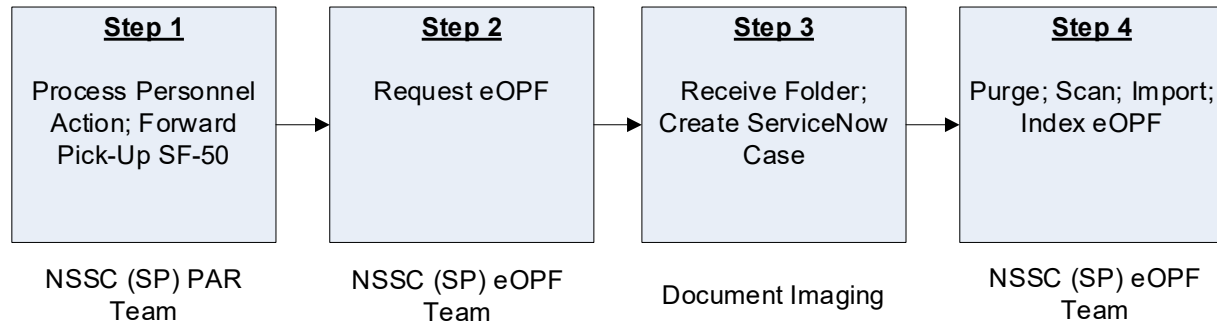 Step 1
Process Personnel
Action; Forward
Pick-Up SF-50
Step 2
Request eOPF
Step 3
Receive Folder;
Create ServiceNow
Case
Step 4
Purge; Scan; Import;
Index eOPF
NSSC (SP) PAR
Team
NSSC (SP) eOPF
Team
Document Imaging
NSSC (SP) eOPF
Team